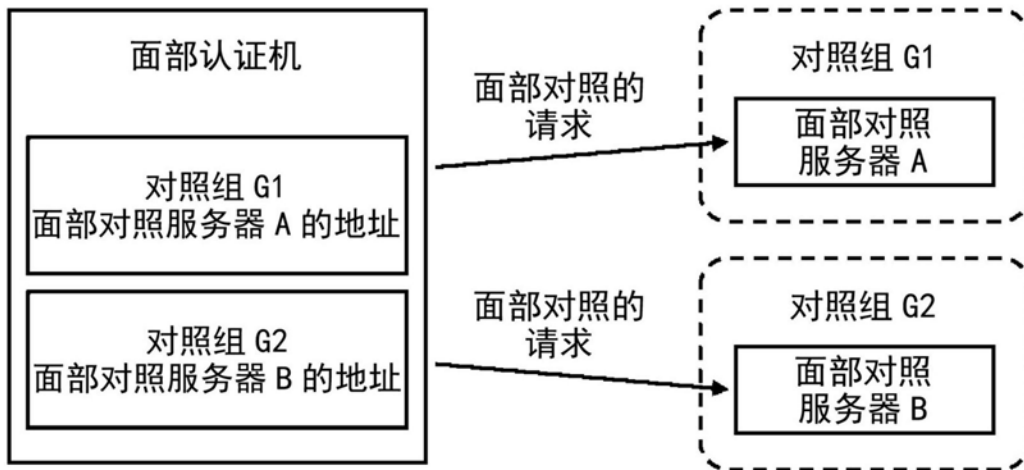 面部认证机
对照组 G1
面部对照服务器 A 的地址
对照组 G2
面部对照服务器 B 的地址
面部对照的
请求
面部对照的
请求
对照组 G1
面部对照
服务器 A
对照组 G2
面部对照
服务器 B